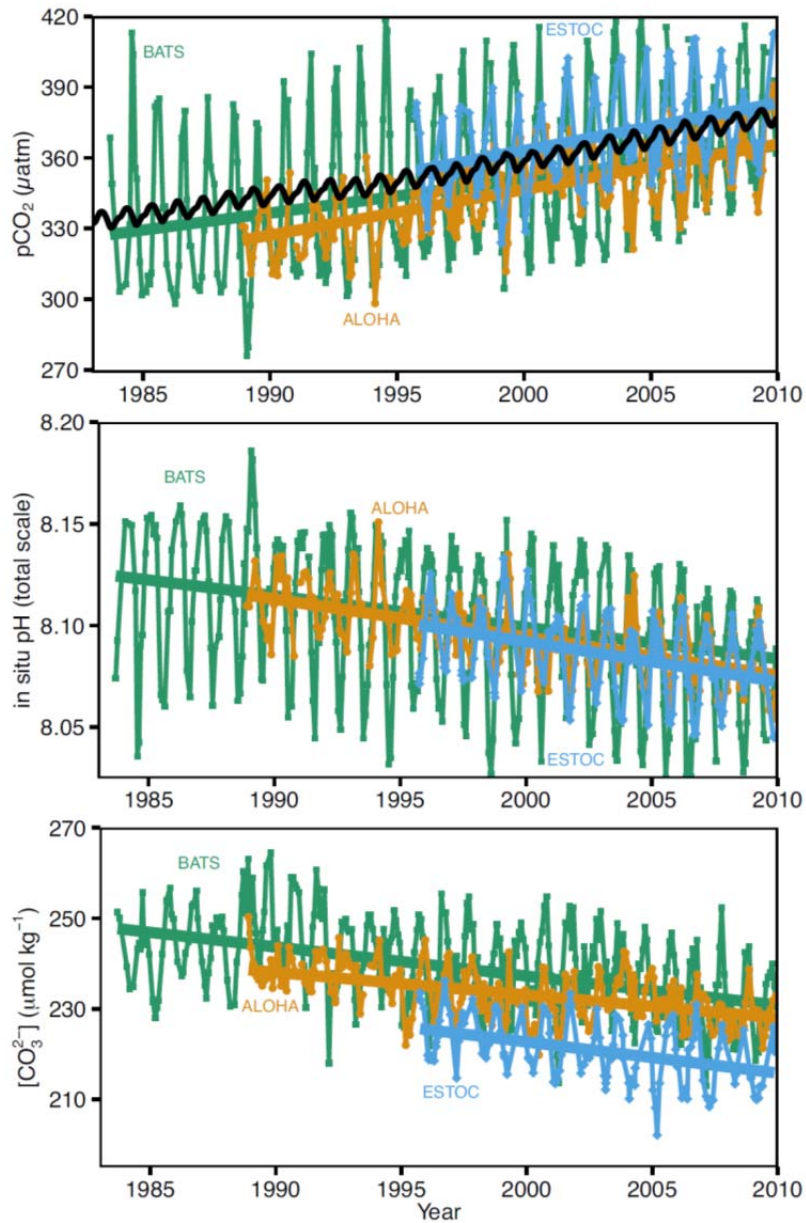 420
390
360
330
300
270
pCO₂ (µatm)
BATS
ESTOC
ALOHA
1985 1990 1995 2000 2005 2010
8.20
8.15
8.10
8.05
in situ pH (total scale)
BATS
ALOHA
ESTOC
1985 1990 1995 2000 2005 2010
270
250
230
210
[CO₃²⁻] (µmol kg⁻¹)
BATS
ALOHA
ESTOC
1985 1990 1995 2000 2005 2010
Year